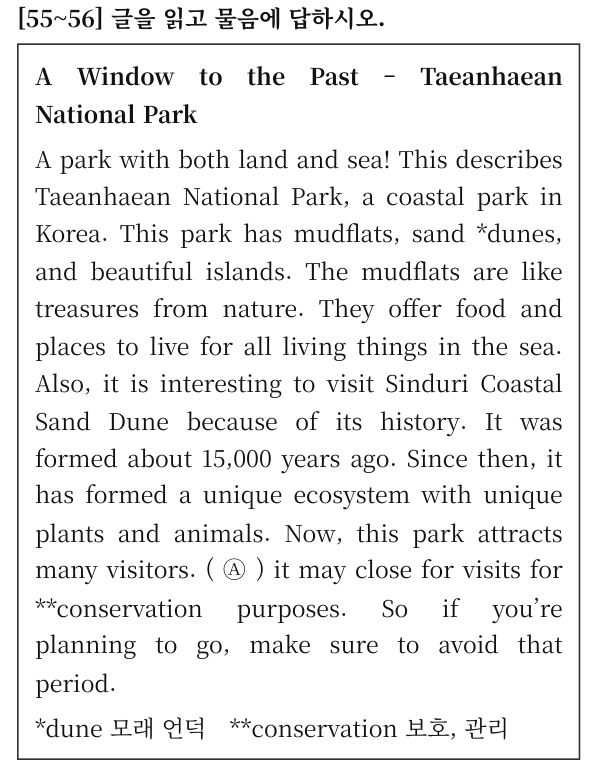 [55~56] 글을 읽고 물음에 답하시오.
A Window to the Past – Taeanhaean
National Park
A park with both land and sea! This describes
Taeanhaean National Park, a coastal park in
Korea. This park has mudflats, sand *dunes,
and beautiful islands. The mudflats are like
treasures from nature. They offer food and
places to live for all living things in the sea.
Also, it is interesting to visit Sinduri Coastal
Sand Dune because of its history. It was
formed about 15,000 years ago. Since then, it
has formed a unique ecosystem with unique
plants and animals. Now, this park attracts
many visitors. ( Ⓐ ) it may close for visits for
**conservation purposes. So if you’re
planning to go, make sure to avoid that
period.
*dune 모래 언덕 **conservation 보호, 관리